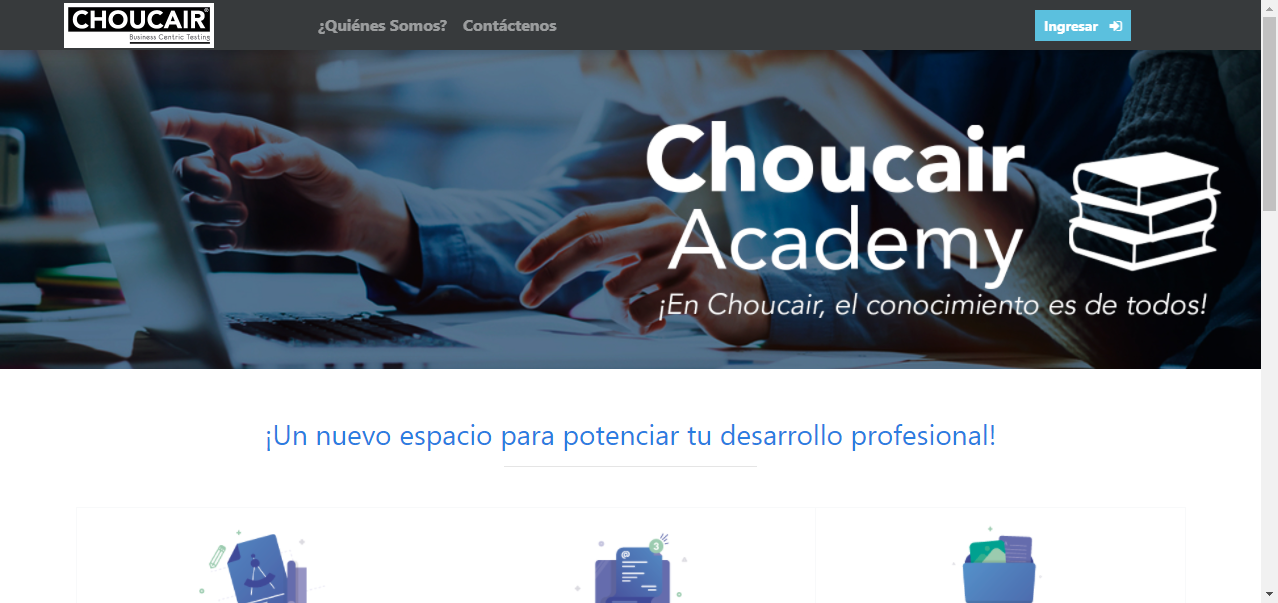 CHOUCAIR®
Business Centric Testing
¿Quiénes Somos?
Contáctenos
Ingresar
Choucair
Academy
¡En Choucair, el conocimiento es de todos!
¡Un nuevo espacio para potenciar tu desarrollo profesional!
3